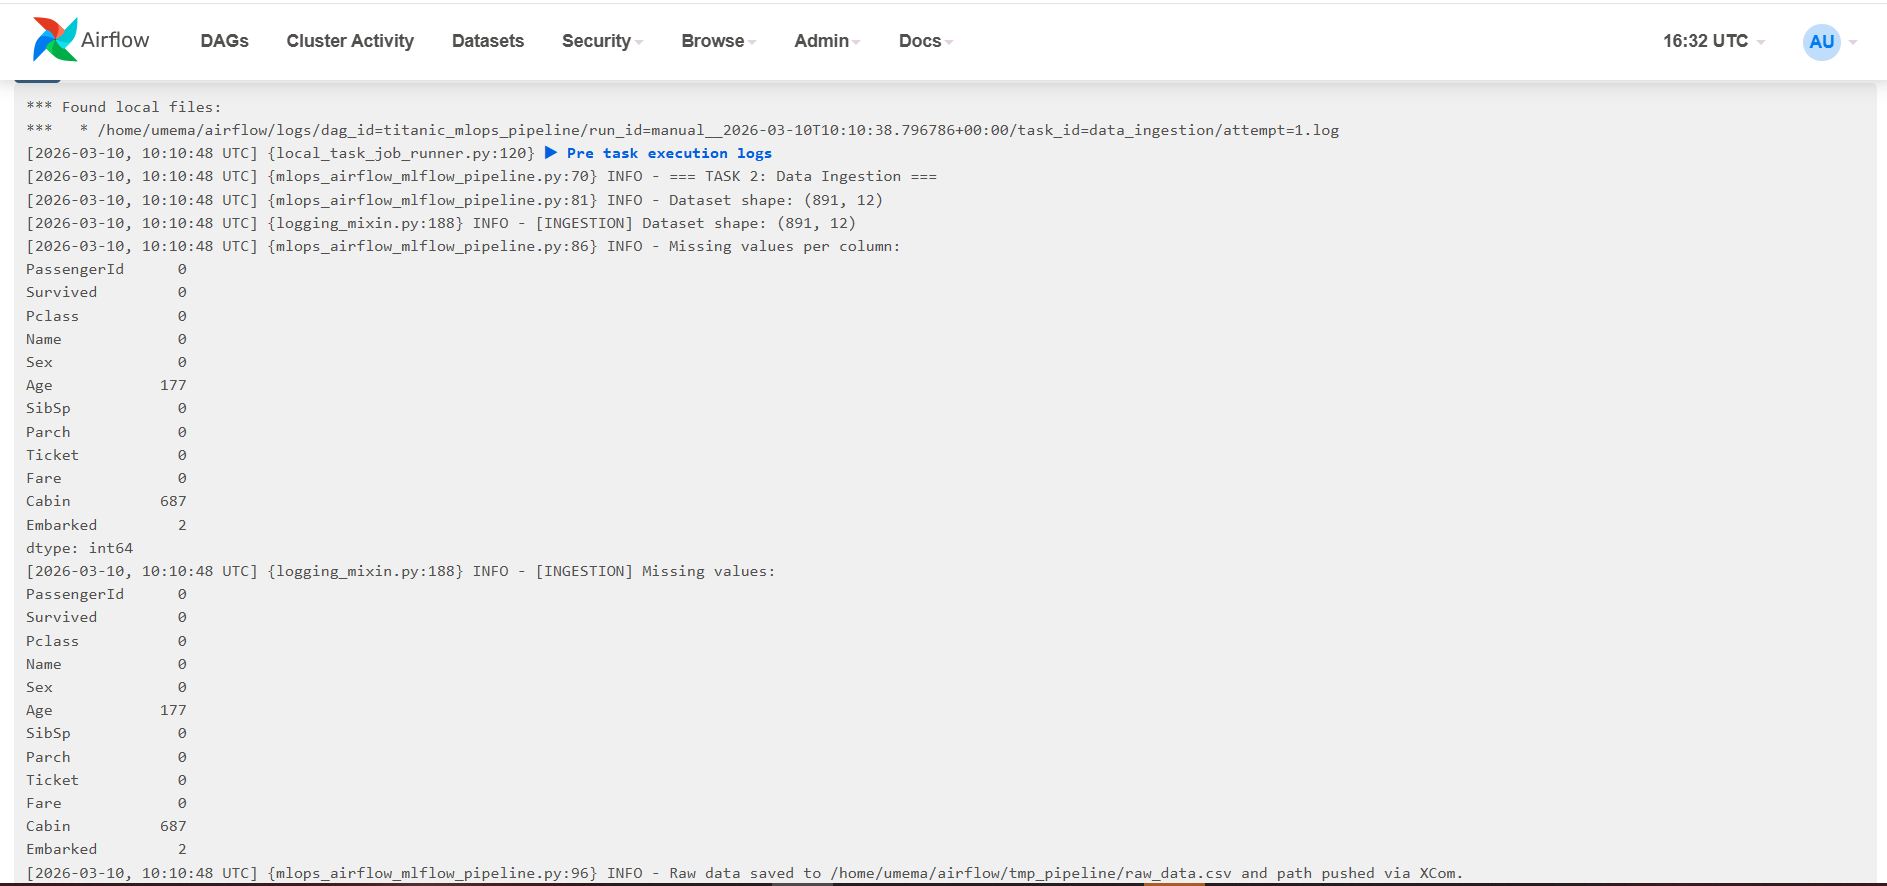 Airflow DAGs Cluster Activity Datasets Security Browse Admin Docs 16:32 UTC AU
*** Found local files:
***   * /home/umema/airflow/logs/dag_id=titanic_mlops_pipeline/run_id=manual__2026-03-10T10:10:38.796786+00:00/task_id=data_ingestion/attempt=1.log
[2026-03-10, 10:10:48 UTC] {local_task_job_runner.py:120} ▶ Pre task execution logs
[2026-03-10, 10:10:48 UTC] {mlops_airflow_mlflow_pipeline.py:70} INFO - === TASK 2: Data Ingestion ===
[2026-03-10, 10:10:48 UTC] {mlops_airflow_mlflow_pipeline.py:81} INFO - Dataset shape: (891, 12)
[2026-03-10, 10:10:48 UTC] {logging_mixin.py:188} INFO - [INGESTION] Dataset shape: (891, 12)
[2026-03-10, 10:10:48 UTC] {mlops_airflow_mlflow_pipeline.py:86} INFO - Missing values per column:
PassengerId      0
Survived         0
Pclass           0
Name             0
Sex              0
Age            177
SibSp            0
Parch            0
Ticket           0
Fare             0
Cabin          687
Embarked         2
dtype: int64
[2026-03-10, 10:10:48 UTC] {logging_mixin.py:188} INFO - [INGESTION] Missing values:
PassengerId      0
Survived         0
Pclass           0
Name             0
Sex              0
Age            177
SibSp            0
Parch            0
Ticket           0
Fare             0
Cabin          687
Embarked         2
[2026-03-10, 10:10:48 UTC] {mlops_airflow_mlflow_pipeline.py:96} INFO - Raw data saved to /home/umema/airflow/tmp_pipeline/raw_data.csv and path pushed via XCom.